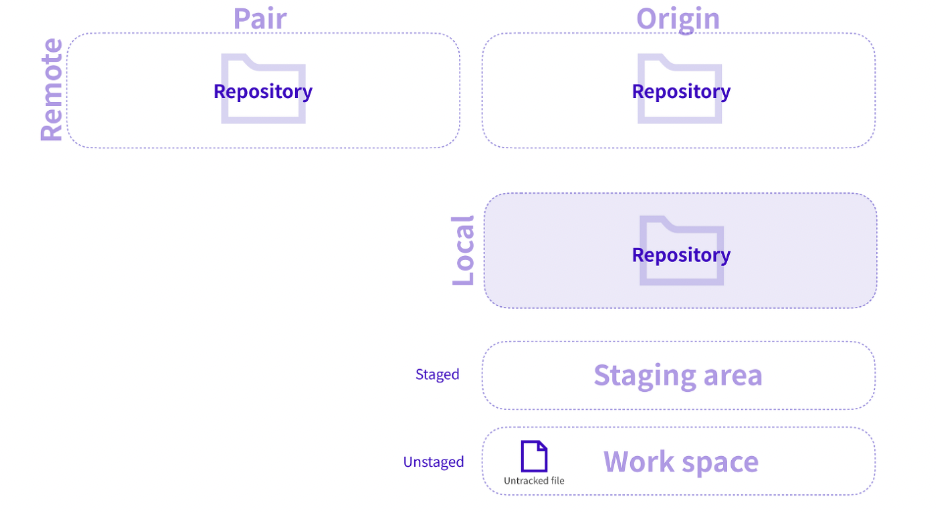 Pair
Origin
Remote
Repository
Repository
Local
Repository
Staged
Staging area
Unstaged
Untracked file
Work space